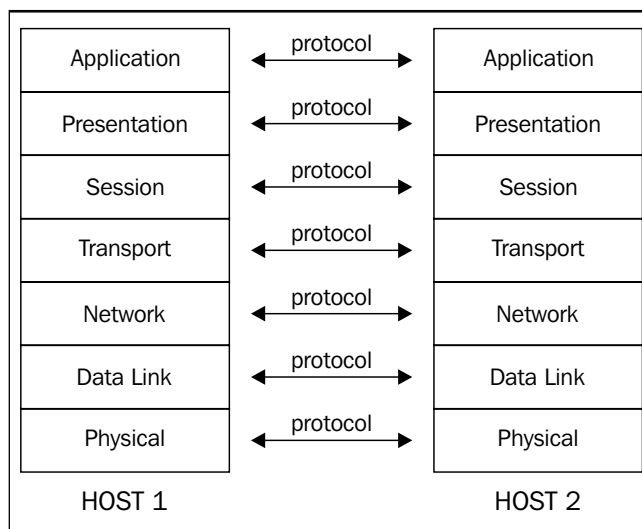 protocol
Application Application
protocol
Presentation Presentation
protocol
Session Session
protocol
Transport Transport
protocol
Network Network
protocol
Data Link Data Link
protocol
Physical Physical
HOST 1 HOST 2